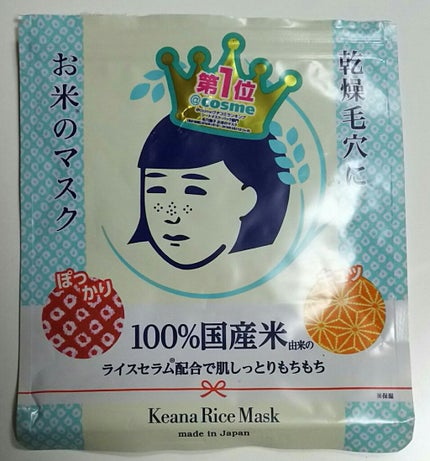 乾燥毛穴に
お米のマスク
第1位
@cosme
ぽっかり
100%国産米由来の
ライスセラム®配合で肌しっとりもちもち
※保湿
Keana Rice Mask
made in Japan